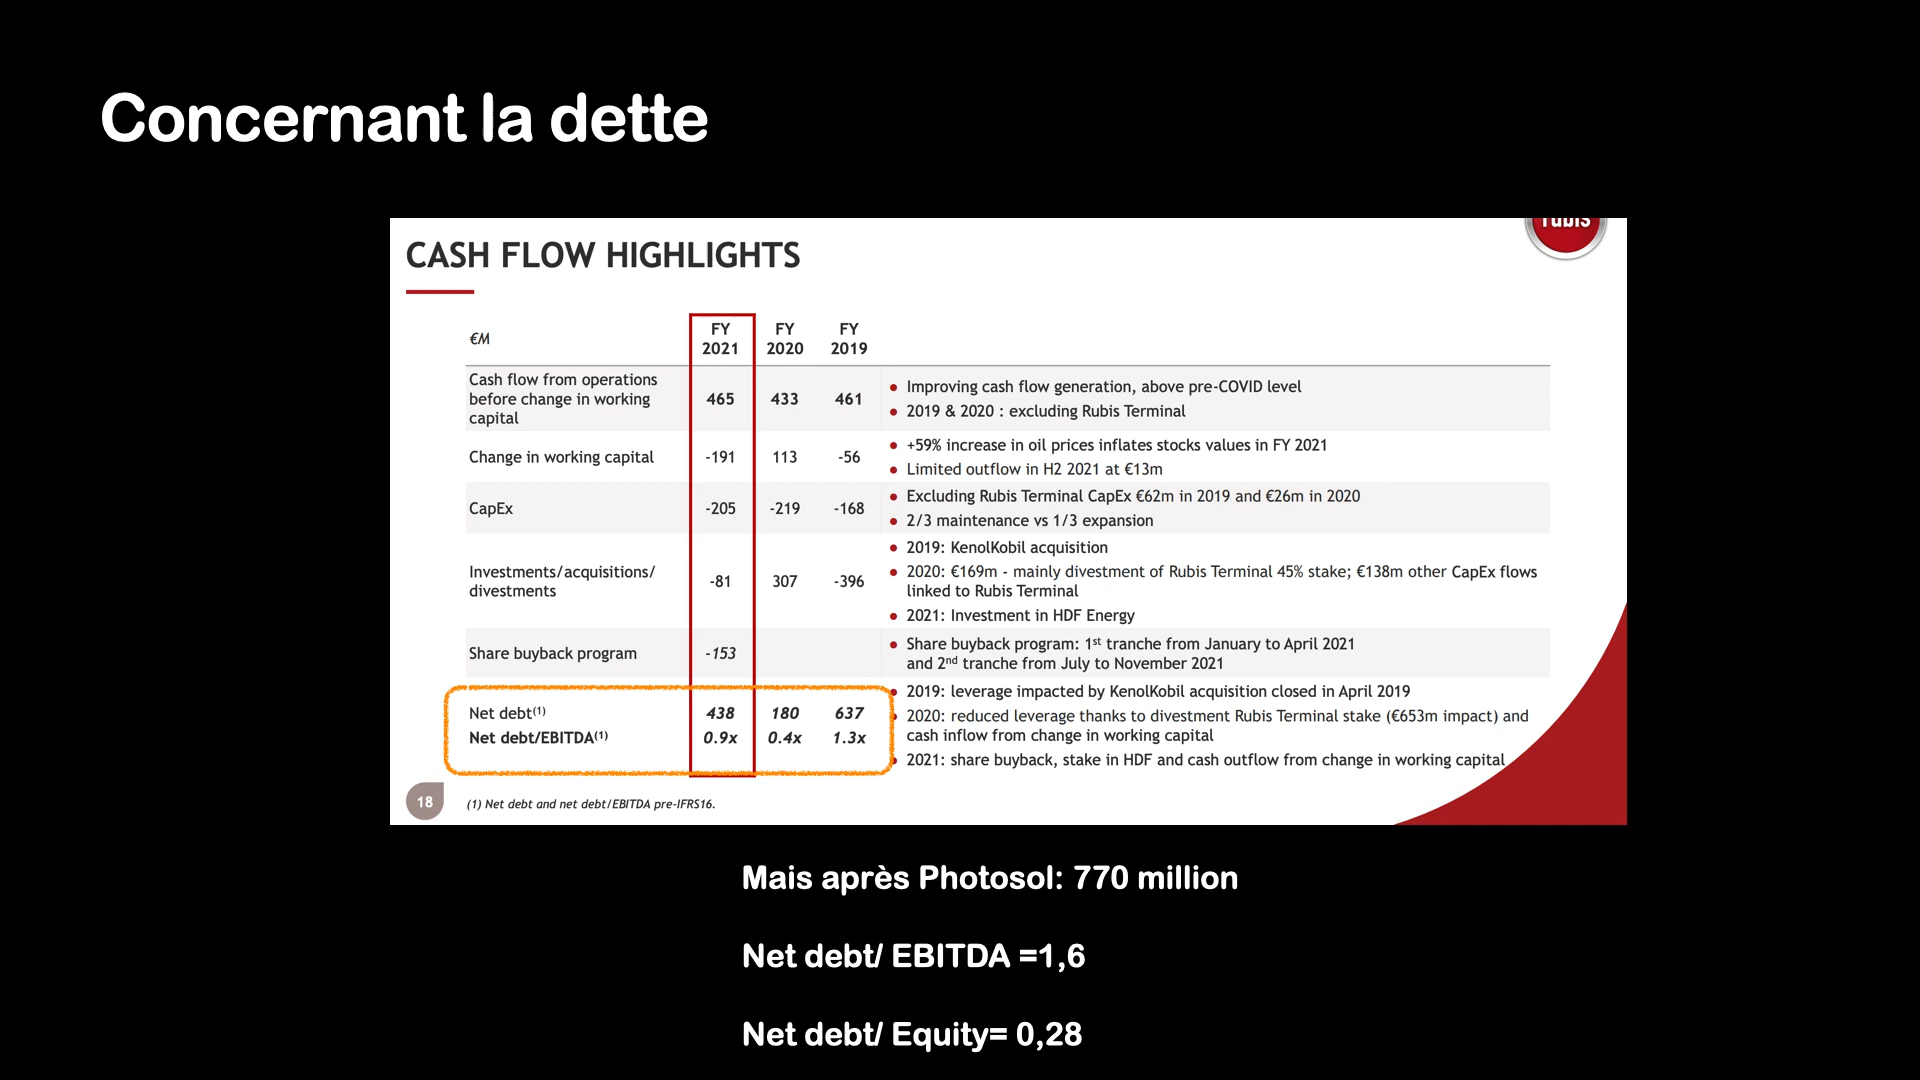 Concernant la dette
rubis
CASH FLOW HIGHLIGHTS
€M
FY 2021
FY 2020
FY 2019
Cash flow from operations
before change in working
capital
465 433 461
• Improving cash flow generation, above pre-COVID level
• 2019 & 2020 : excluding Rubis Terminal
Change in working capital -191 113 -56
• +59% increase in oil prices inflates stocks values in FY 2021
• Limited outflow in H2 2021 at €13m
CapEx -205 -219 -168
• Excluding Rubis Terminal CapEx €62m in 2019 and €26m in 2020
• 2/3 maintenance vs 1/3 expansion
Investments/acquisitions/
divestments
-81 307 -396
• 2019: KenolKobil acquisition
• 2020: €169m - mainly divestment of Rubis Terminal 45% stake; €138m other CapEx flows
linked to Rubis Terminal
• 2021: Investment in HDF Energy
Share buyback program -153
• Share buyback program: 1st tranche from January to April 2021
and 2nd tranche from July to November 2021
Net debt(1) 438 180 637
Net debt/EBITDA(1) 0.9x 0.4x 1.3x
• 2019: leverage impacted by KenolKobil acquisition closed in April 2019
• 2020: reduced leverage thanks to divestment Rubis Terminal stake (€653m impact) and
cash inflow from change in working capital
• 2021: share buyback, stake in HDF and cash outflow from change in working capital
18
(1) Net debt and net debt/EBITDA pre-IFRS16.
Mais après Photosol: 770 million
Net debt/ EBITDA =1,6
Net debt/ Equity= 0,28